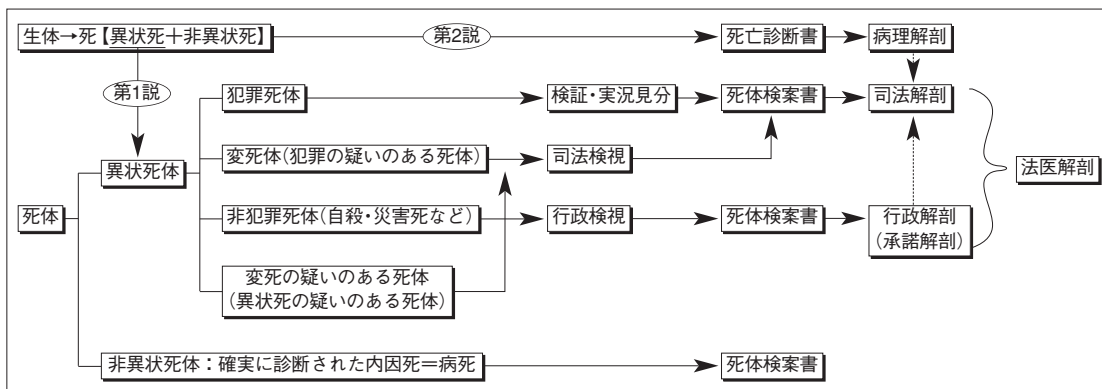 生体→死【異状死+非異状死】
第2説
死亡診断書
病理解剖
第1説
犯罪死体
検証・実況見分
死体検案書
司法解剖
変死体(犯罪の疑いのある死体)
司法検視
異状死体
法医解剖
死体
非犯罪死体(自殺・災害死など)
行政検視
死体検案書
行政解剖
(承諾解剖)
変死の疑いのある死体
(異状死の疑いのある死体)
非異状死体:確実に診断された内因死=病死
死体検案書